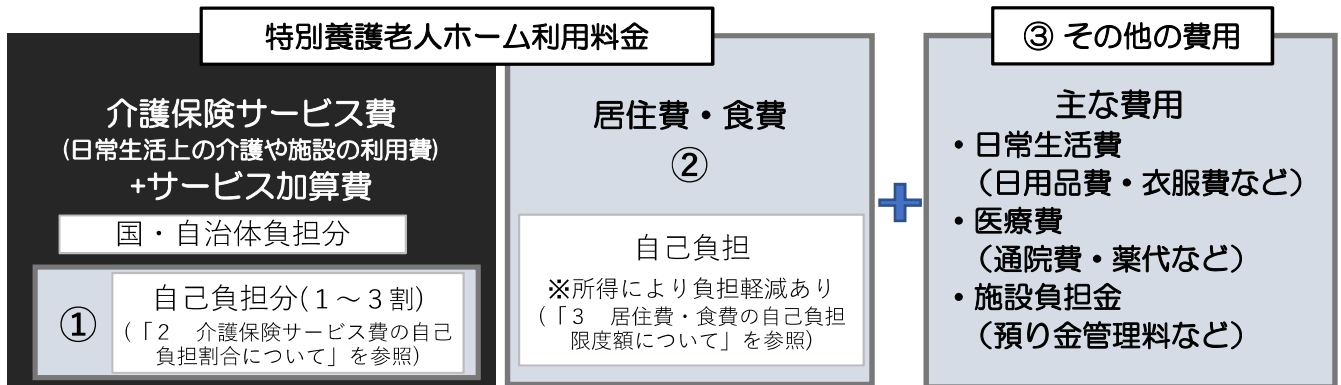 特別養護老人ホーム利用料金
介護保険サービス費
(日常生活上の介護や施設の利用費)
+サービス加算費
国・自治体負担分
①
自己負担分(１～３割)
(「２　介護保険サービス費の自己
負担割合について」を参照)
居住費・食費
②
自己負担
※所得により負担軽減あり
(「３　居住費・食費の自己負担
限度額について」を参照)
+
③ その他の費用
主な費用
・日常生活費
（日用品費・衣服費など）
・医療費
（通院費・薬代など）
・施設負担金
（預り金管理料など）